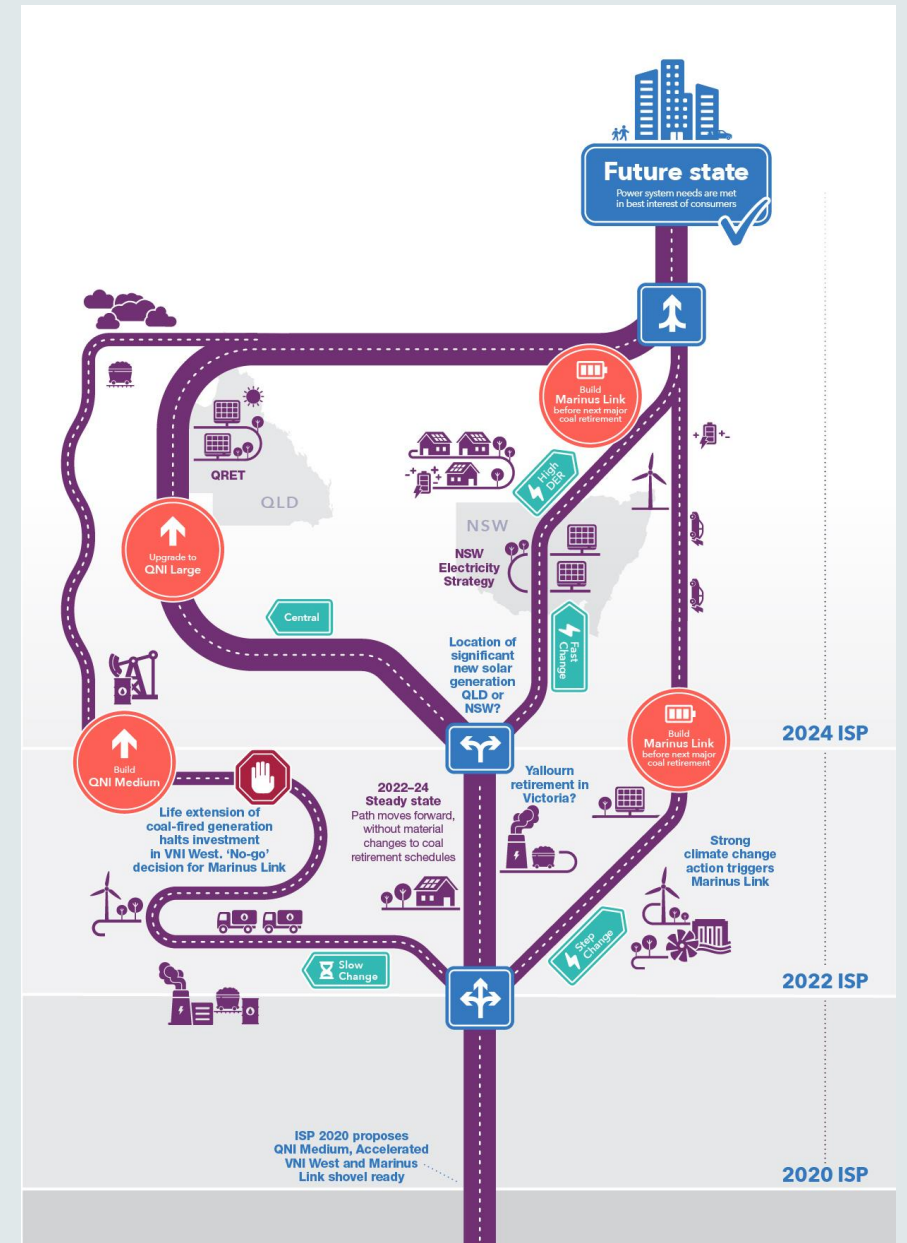 Future state
Power system needs are met
in best interest of consumers
Build
Marinus Link
before next major
coal retirement
QRET
QLD
High
DER
NSW
NSW
Electricity
Strategy
Upgrade to
QNI Large
Central
Fast
Change
Location of
significant
new solar
generation
QLD or
NSW?
Build
Marinus Link
before next major
coal retirement
2024 ISP
Build
QNI Medium
Life extension of
coal-fired generation
halts investment
in VNI West. ‘No-go’
decision for Marinus Link
2022–24
Steady state
Path moves forward,
without material
changes to coal
retirement schedules
Yallourn
retirement in
Victoria?
Strong
climate change
action triggers
Marinus Link
Slow
Change
Step
Change
2022 ISP
ISP 2020 proposes
QNI Medium, Accelerated
VNI West and Marinus
Link shovel ready
2020 ISP